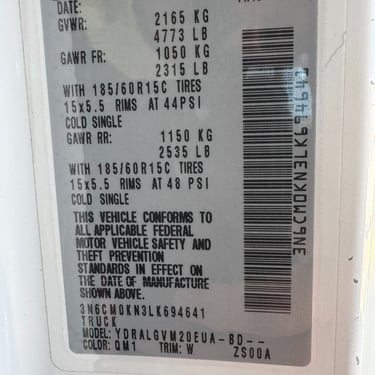 DATE:
GVWR: 2165 KG
4773 LB
GAWR FR: 1050 KG
2315 LB
WITH 185/60R15C TIRES
15x5.5 RIMS AT 44PSI
COLD SINGLE
GAWR RR: 1150 KG
2535 LB
WITH 185/60R15C TIRES
15x5.5 RIMS AT 48 PSI
COLD SINGLE
THIS VEHICLE CONFORMS TO
ALL APPLICABLE FEDERAL
MOTOR VEHICLE SAFETY AND
THEFT PREVENTION
STANDARDS IN EFFECT ON
THE DATE OF MANUFACTURE
SHOWN ABOVE.
3N6CM0KN3LK694641
TRUCK
MODEL: YDRALGVM20EUA-BD--
COLOR: QM1 TRIM: W ZS00A
3N6CM0KN3LK694641